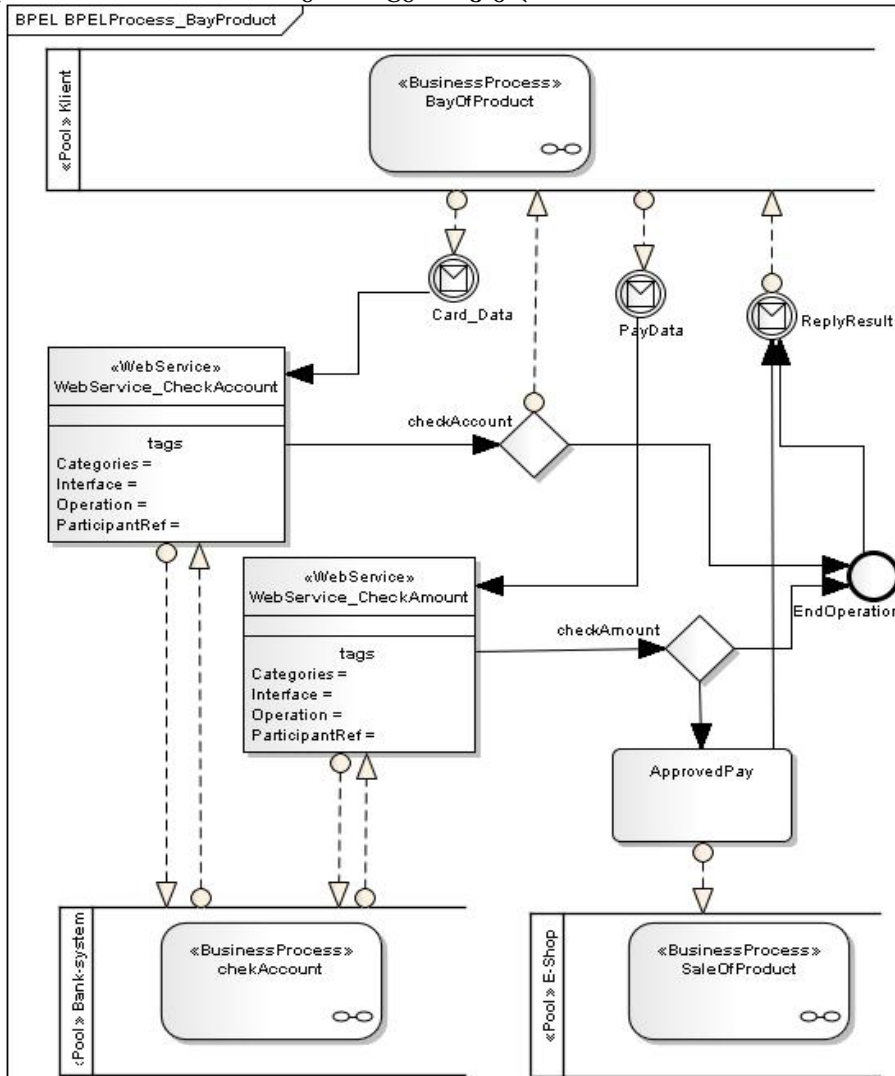 BPEL BPELProcess_BayProduct
«Pool» Klient
«BusinessProcess»
BayOfProduct
Card_Data
PayData
ReplyResult
«WebService»
WebService_CheckAccount
tags
Categories =
Interface =
Operation =
ParticipantRef =
checkAccount
«WebService»
WebService_CheckAmount
tags
Categories =
Interface =
Operation =
ParticipantRef =
checkAmount
EndOperation
ApprovedPay
‹Pool» Bank-system
«BusinessProcess»
chekAccount
«Pool» E-Shop
«BusinessProcess»
SaleOfProduct